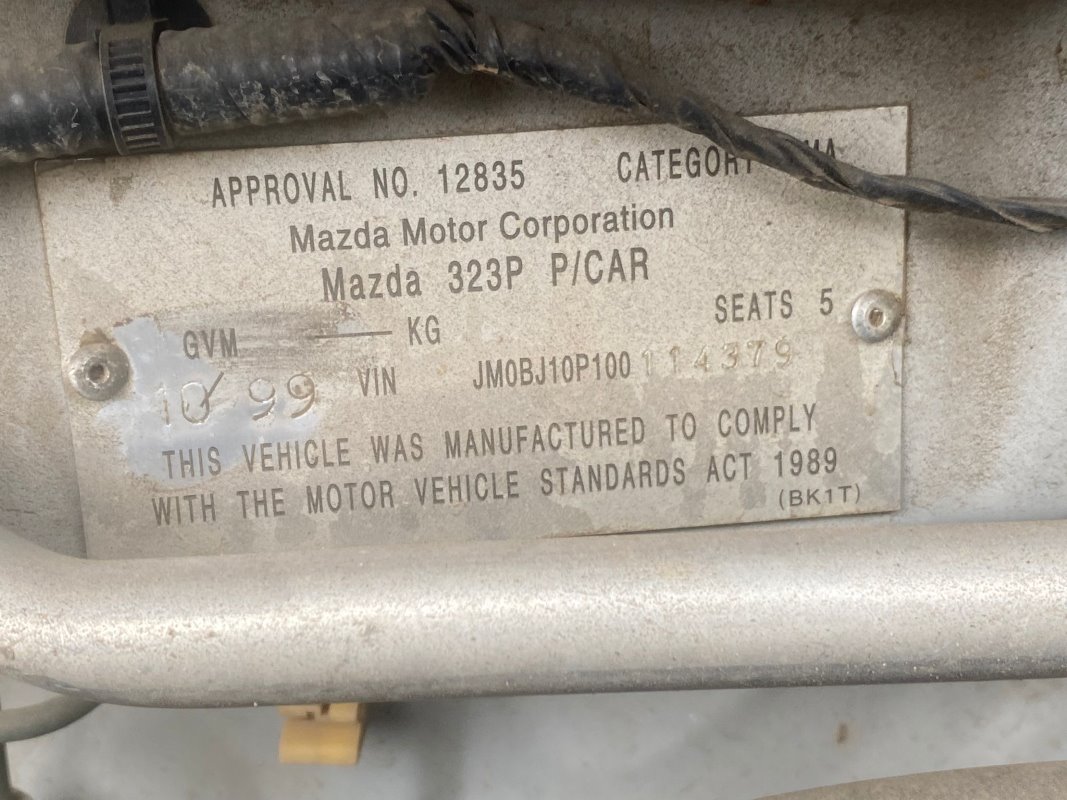 APPROVAL NO. 12835 CATEGORY MA
Mazda Motor Corporation
Mazda 323P P/CAR
SEATS 5
GVM KG
10/99 VIN JM0BJ10P100114379
THIS VEHICLE WAS MANUFACTURED TO COMPLY
WITH THE MOTOR VEHICLE STANDARDS ACT 1989
(BK1T)